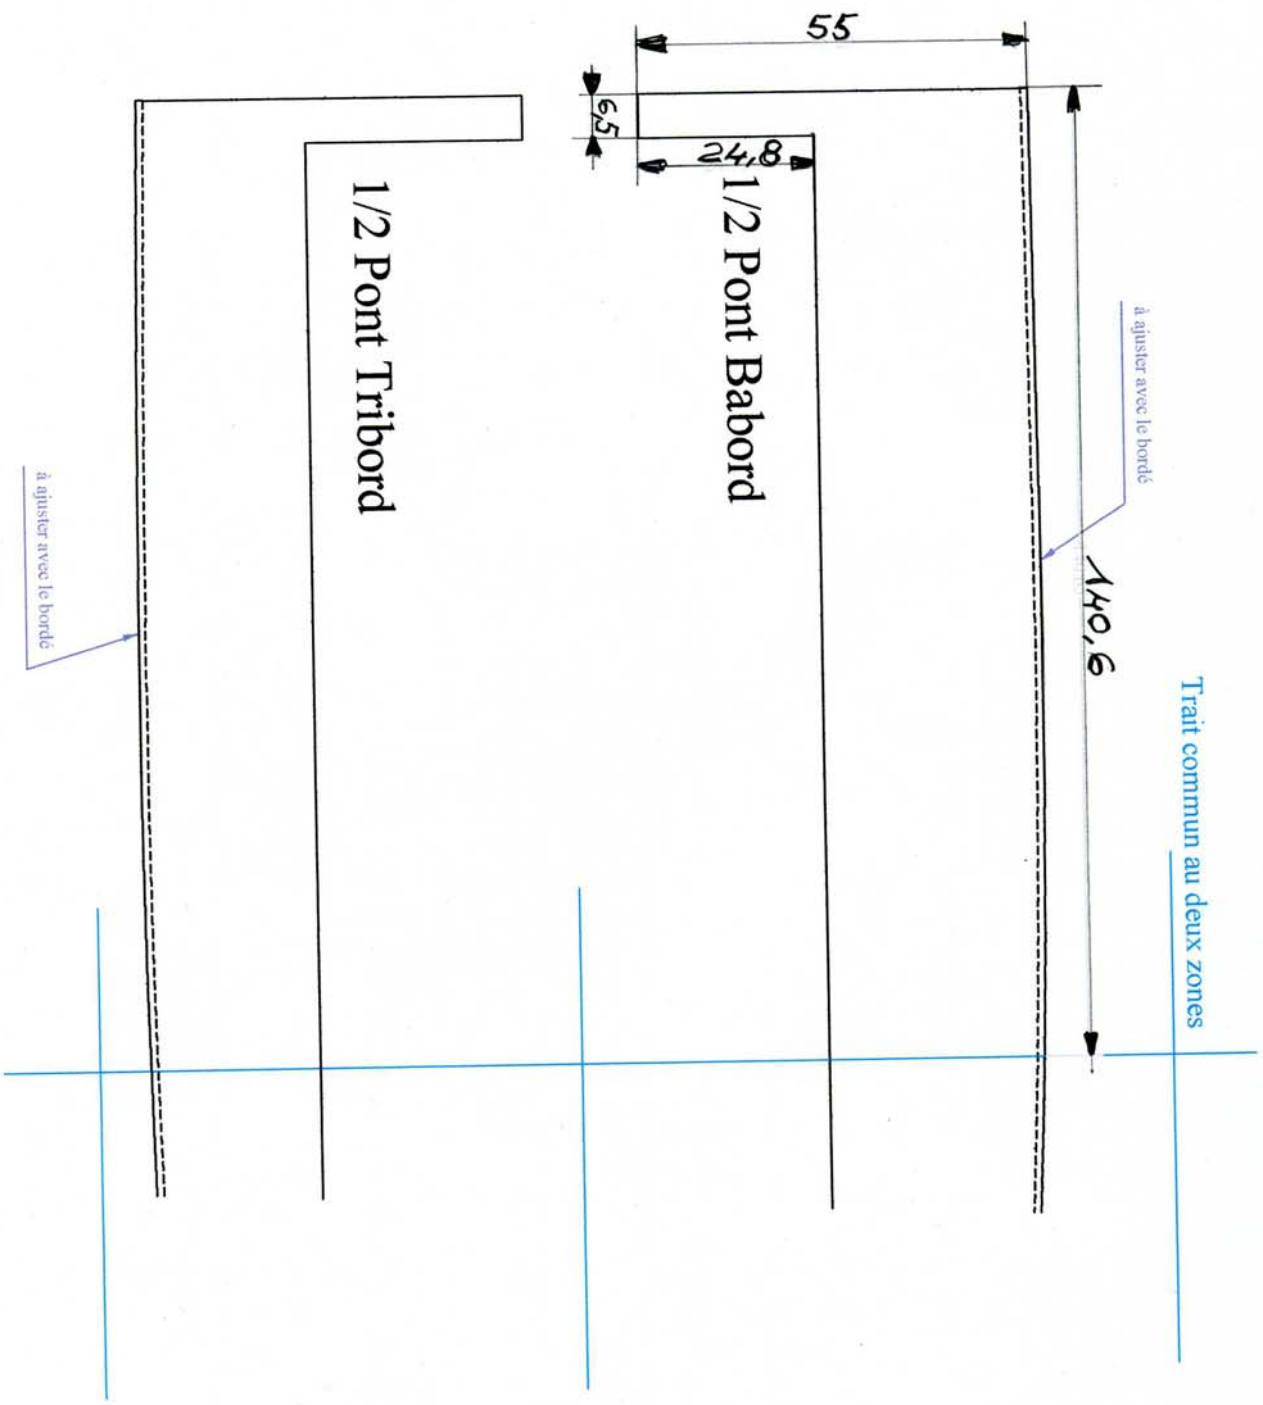 55
6,5
24,8
1/2 Pont Babord
1/2 Pont Tribord
à ajuster avec le bordé
140,6
à ajuster avec le bordé
Trait commun au deux zones